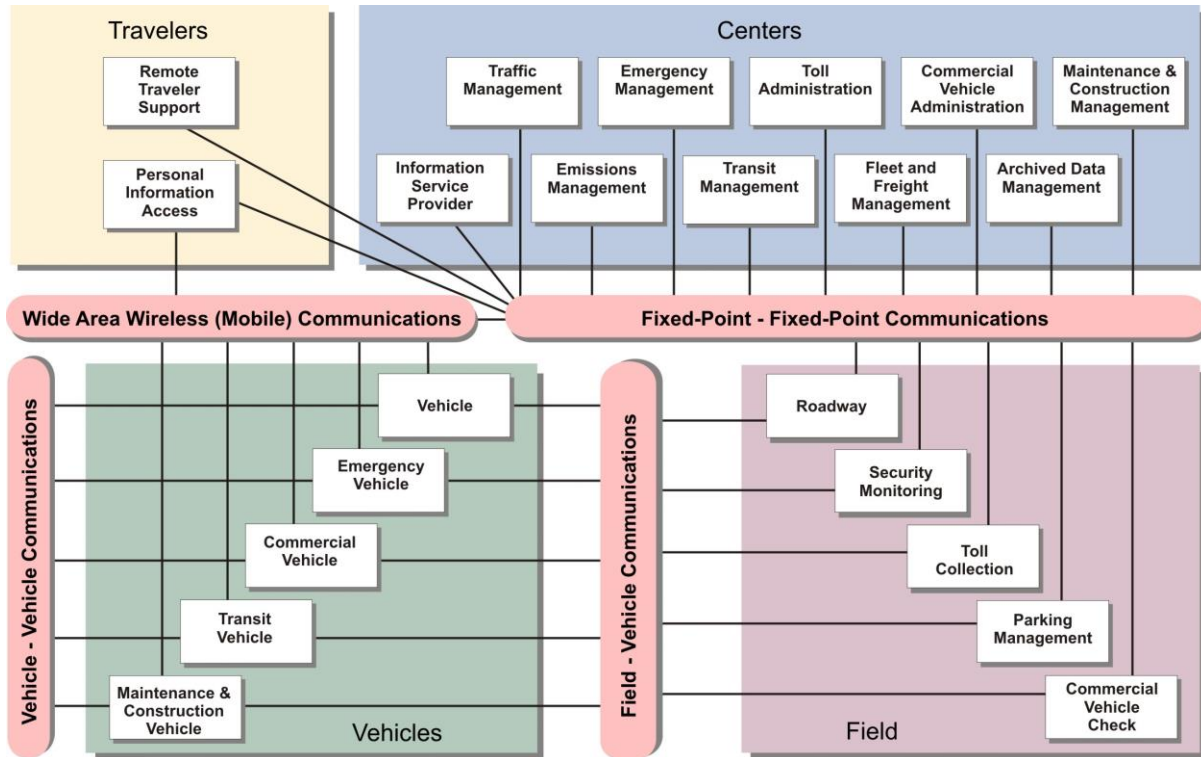 Travelers
Centers
Remote
Traveler
Support
Traffic
Management
Emergency
Management
Toll
Administration
Commercial
Vehicle
Administration
Maintenance &
Construction
Management
Personal
Information
Access
Information
Service
Provider
Emissions
Management
Transit
Management
Fleet and
Freight
Management
Archived Data
Management
Wide Area Wireless (Mobile) Communications
Fixed-Point - Fixed-Point Communications
Vehicle - Vehicle Communications
Vehicle
Emergency
Vehicle
Commercial
Vehicle
Transit
Vehicle
Maintenance &
Construction
Vehicle
Vehicles
Field - Vehicle Communications
Roadway
Security
Monitoring
Toll
Collection
Parking
Management
Commercial
Vehicle
Check
Field